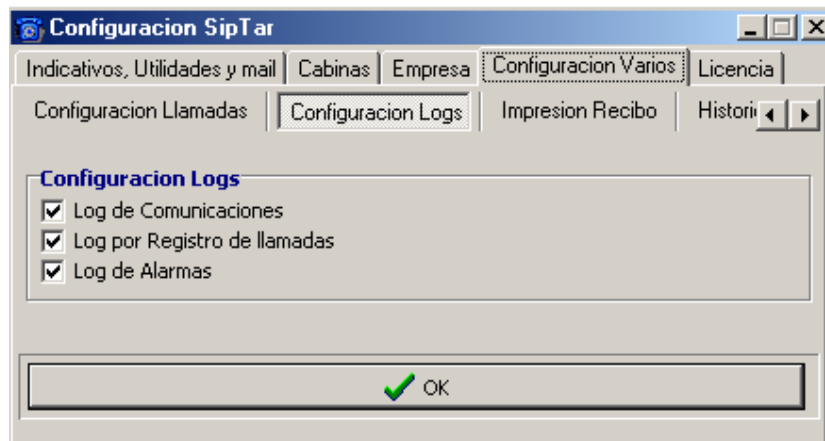 Configuracion SipTar
Indicativos, Utilidades y mail Cabinas Empresa Configuracion Varios Licencia
Configuracion Llamadas Configuracion Logs Impresion Recibo
Configuracion Logs
Log de Comunicaciones
Log por Registro de llamadas
Log de Alarmas
OK